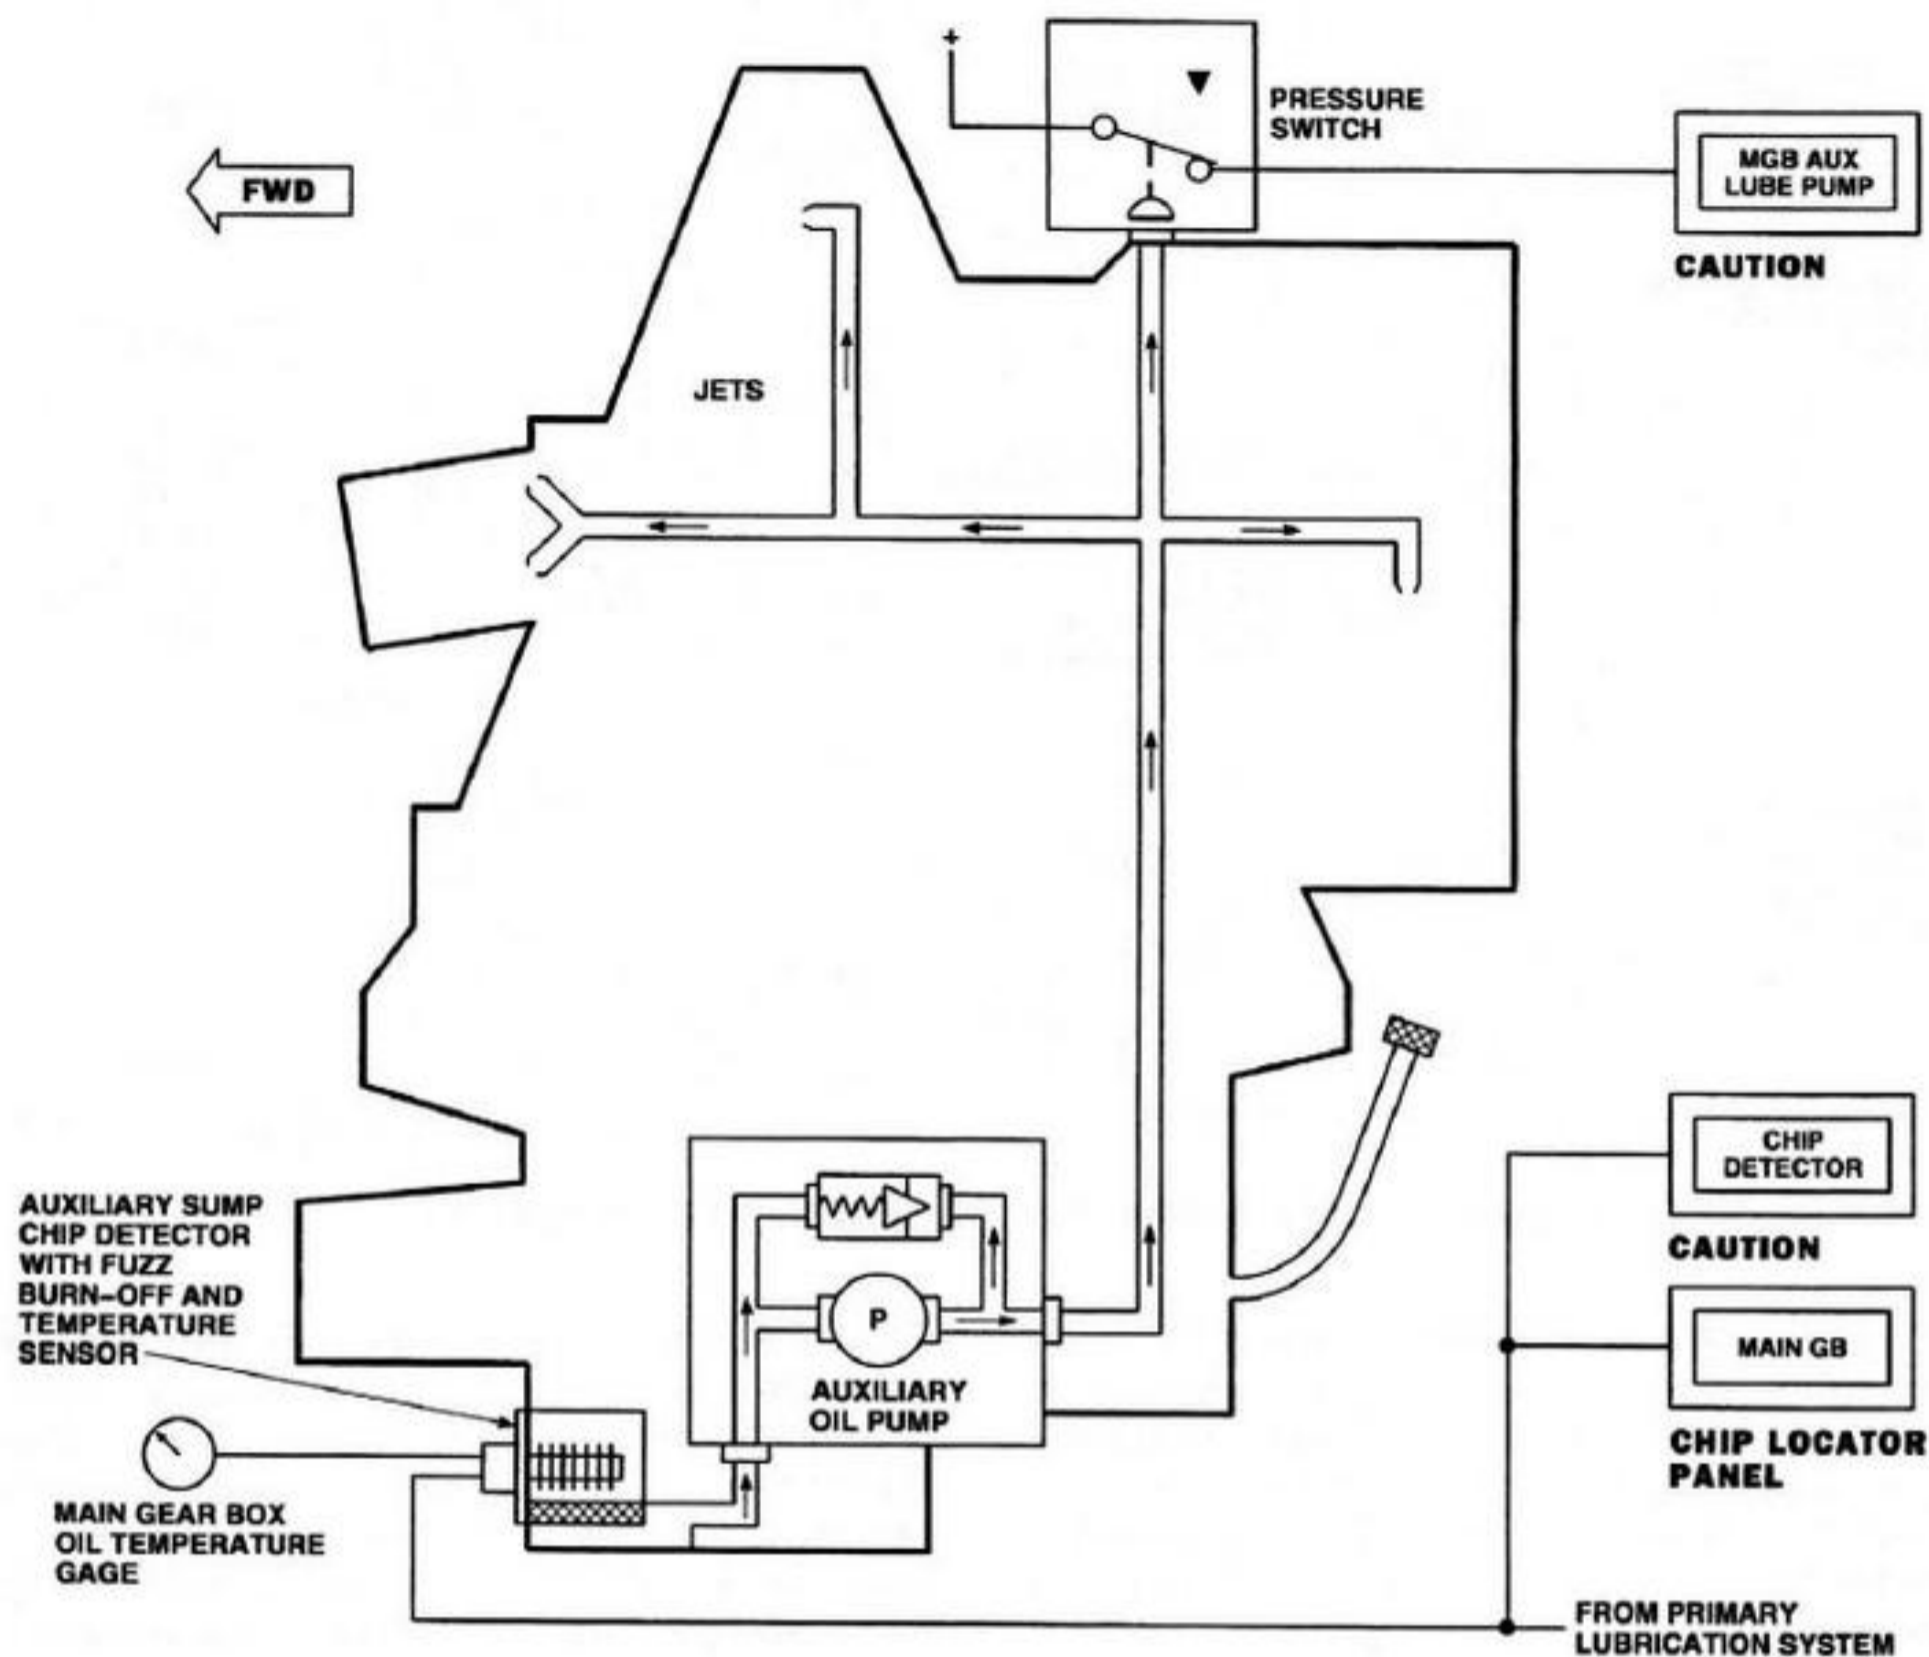 +
PRESSURE
SWITCH
MGB AUX
LUBE PUMP
CAUTION
FWD
JETS
AUXILIARY SUMP
CHIP DETECTOR
WITH FUZZ
BURN-OFF AND
TEMPERATURE
SENSOR
CHIP
DETECTOR
CAUTION
P
MAIN GB
AUXILIARY
OIL PUMP
CHIP LOCATOR
PANEL
MAIN GEAR BOX
OIL TEMPERATURE
GAGE
FROM PRIMARY
LUBRICATION SYSTEM